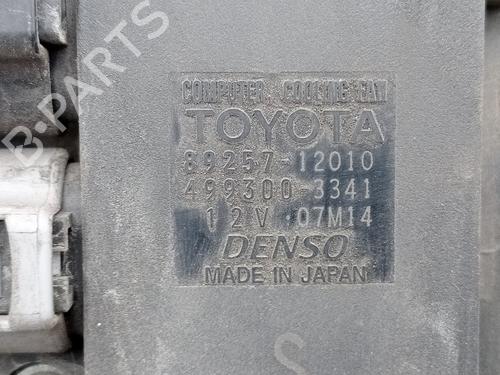 COMPUTER, COOLING FAN
TOYOTA
89257-12010
499300-3341
12V 07M14
DENSO
MADE IN JAPAN
B-PARTS